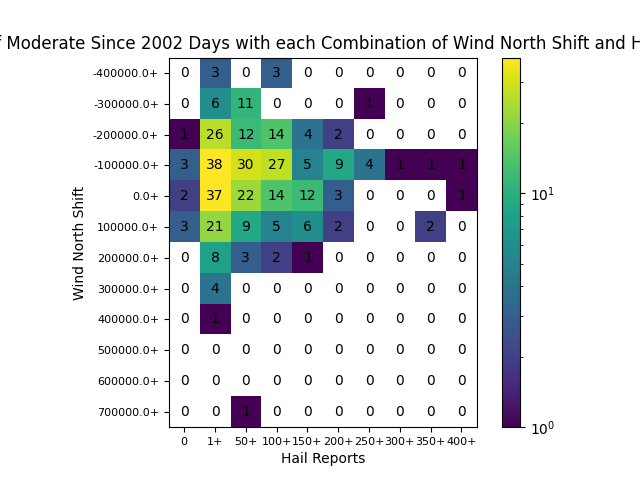 Moderate Since 2002 Days with each Combination of Wind North Shift and H
-400000.0+ 0 3 0 3 0 0 0 0 0 0
-300000.0+ 0 6 11 0 0 0 1 0 0 0
-200000.0+ 1 26 12 14 4 2 0 0 0 0
-100000.0+ 3 38 30 27 5 9 4 1 1 1
0.0+ 2 37 22 14 12 3 0 0 0 1
100000.0+ 3 21 9 5 6 2 0 0 2 0
200000.0+ 0 8 3 2 1 0 0 0 0 0
300000.0+ 0 4 0 0 0 0 0 0 0 0
400000.0+ 0 1 0 0 0 0 0 0 0 0
500000.0+ 0 0 0 0 0 0 0 0 0 0
600000.0+ 0 0 0 0 0 0 0 0 0 0
700000.0+ 0 0 1 0 0 0 0 0 0 0
0 1+ 50+ 100+ 150+ 200+ 250+ 300+ 350+ 400+
Hail Reports
Wind North Shift
10¹
10⁰